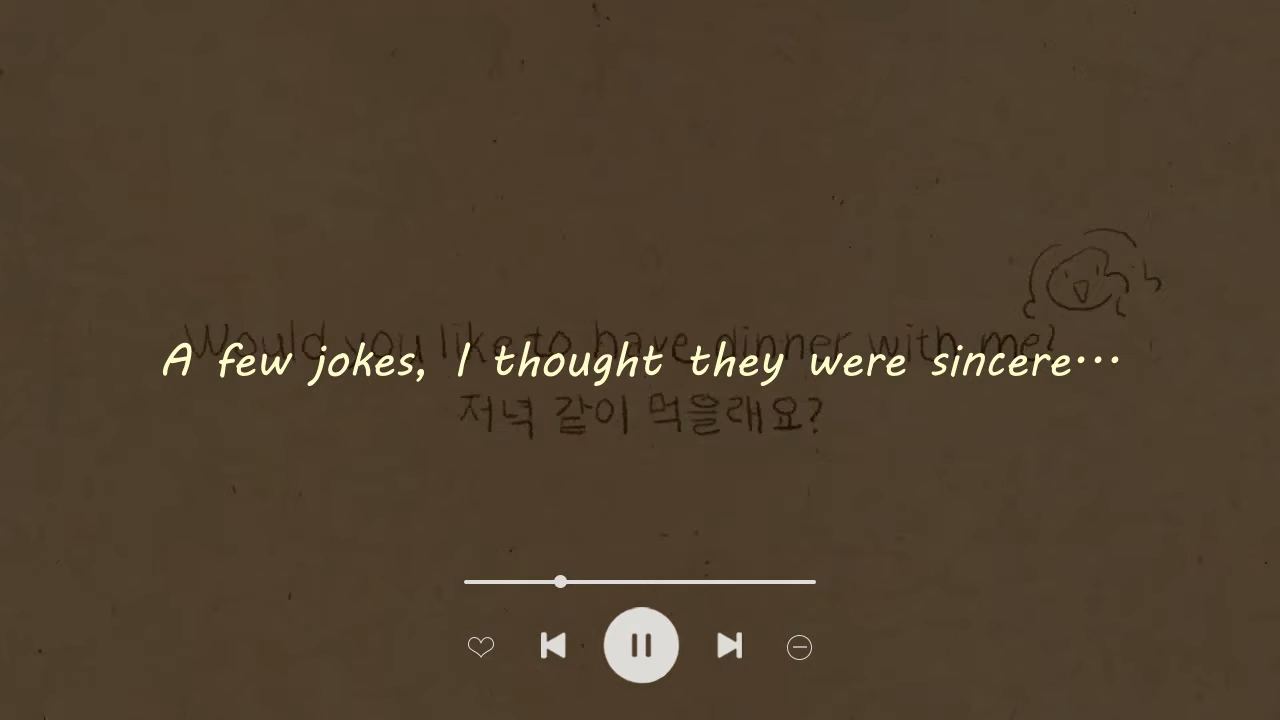 Would you like to have dinner with me?
A few jokes, I thought they were sincere...
저녁 같이 먹을래요?